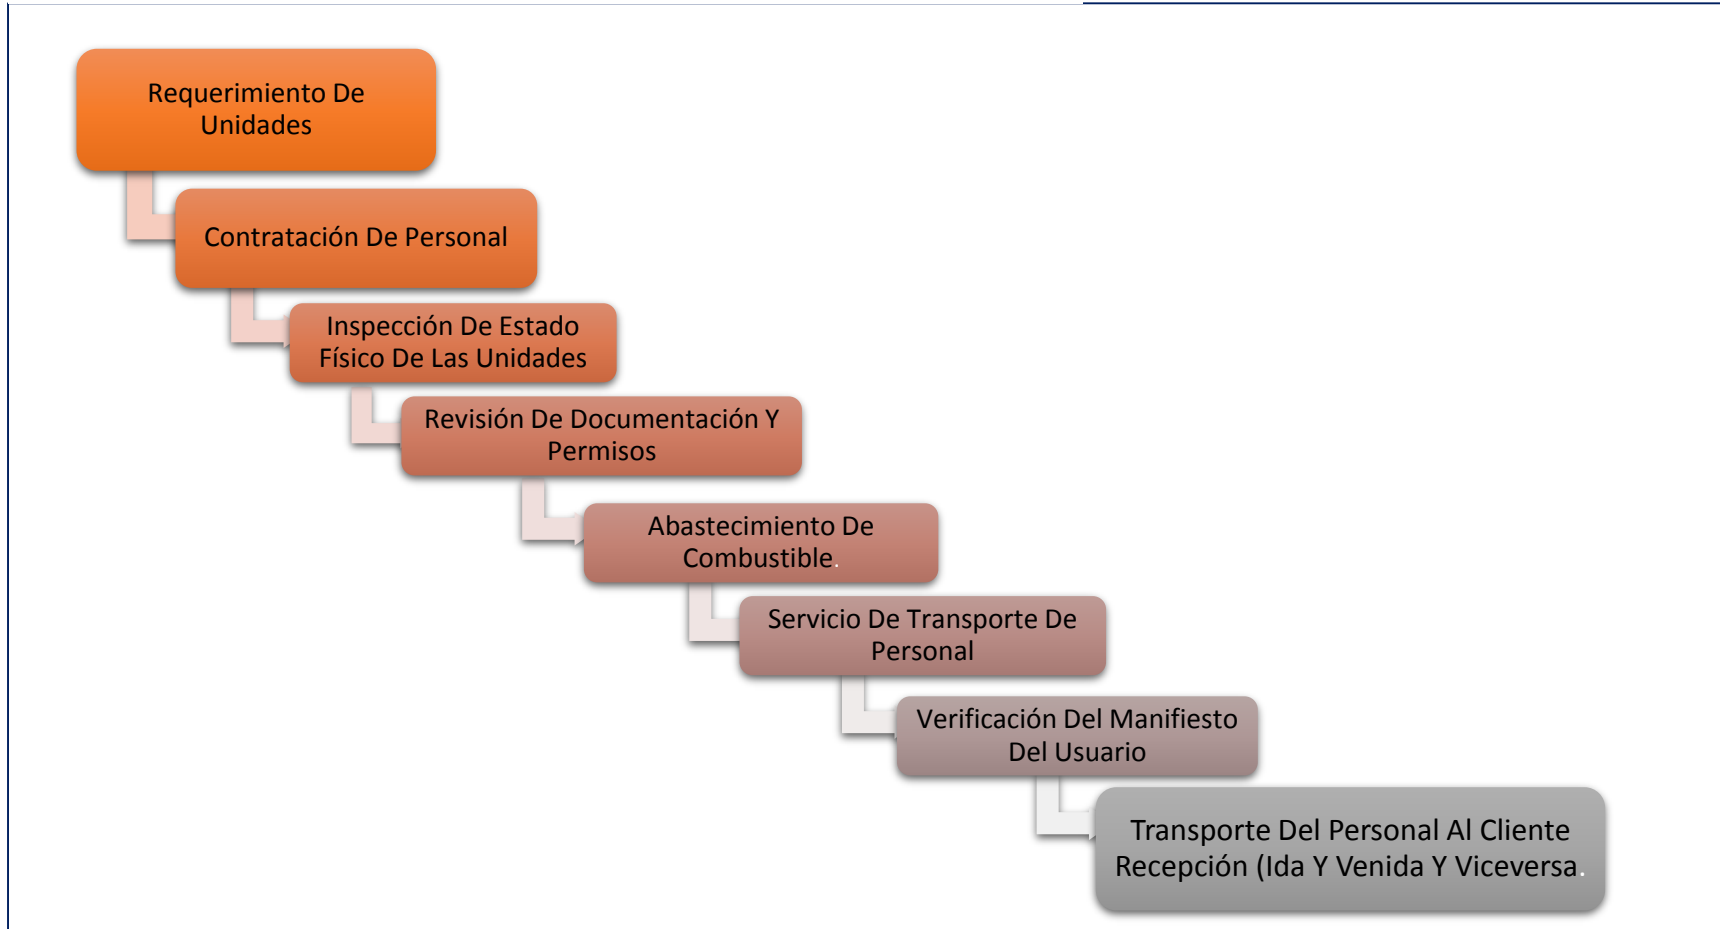 Requerimiento De
Unidades
Contratación De Personal
Inspección De Estado
Físico De Las Unidades
Revisión De Documentación Y
Permisos
Abastecimiento De
Combustible.
Servicio De Transporte De
Personal
Verificación Del Manifiesto
Del Usuario
Transporte Del Personal Al Cliente
Recepción (Ida Y Venida Y Viceversa.